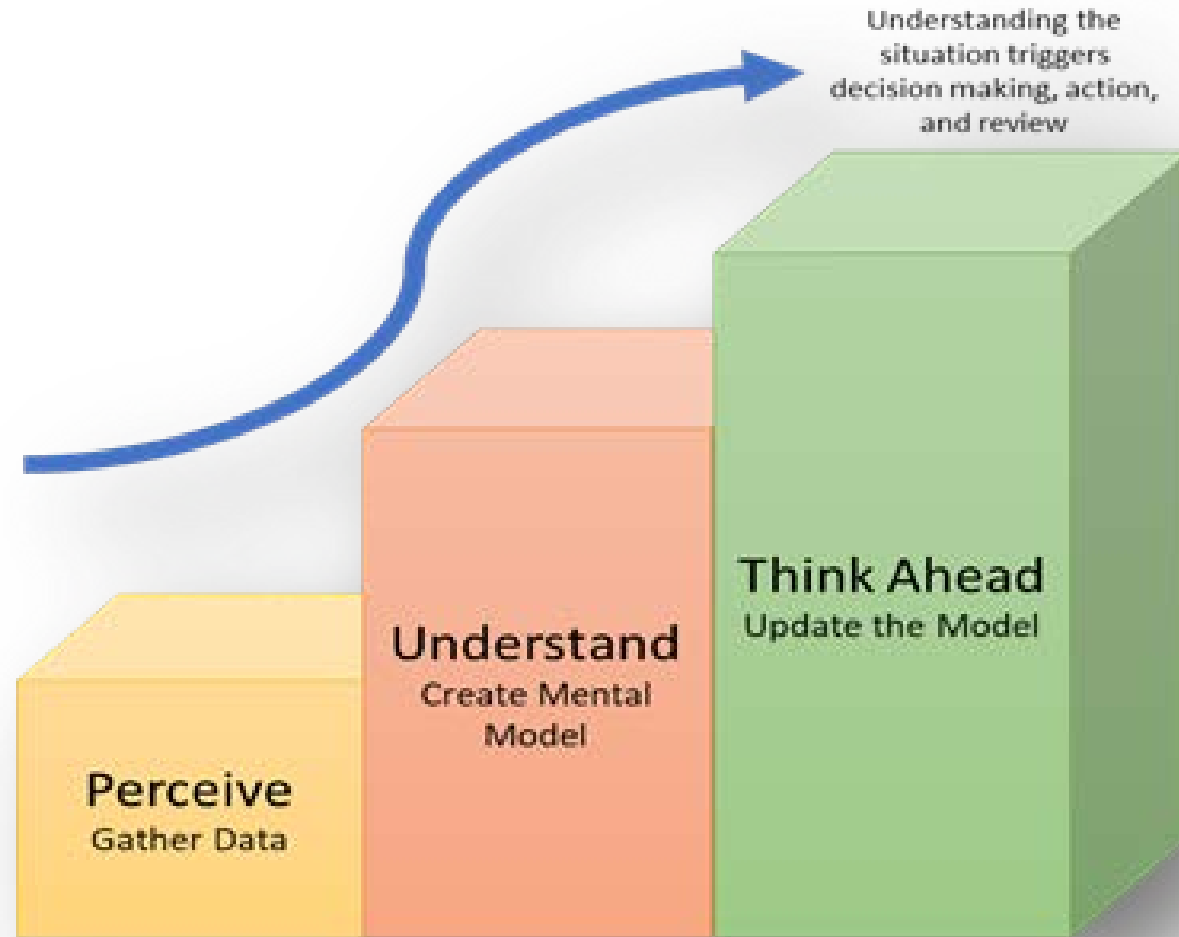 Understanding the
situation triggers
decision making, action,
and review
Think Ahead
Update the Model
Understand
Create Mental
Model
Perceive
Gather Data